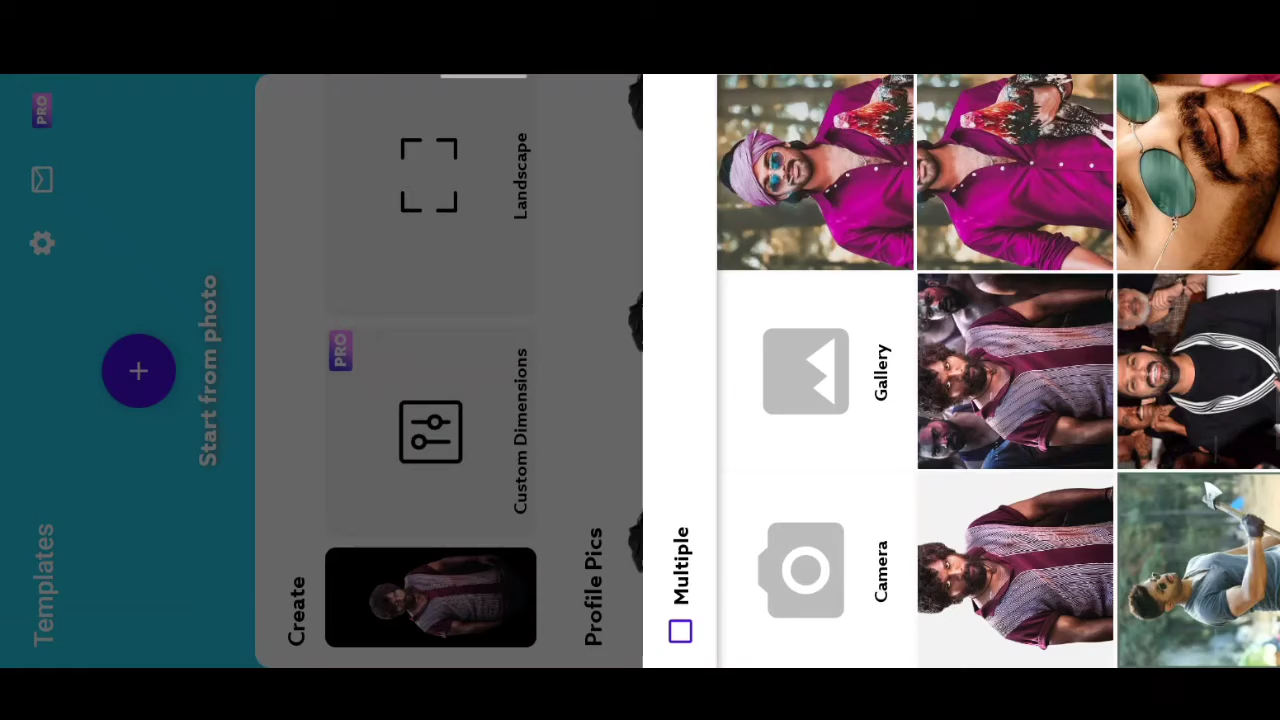 Templates
PRO
Start from photo
Create
PRO
Custom Dimensions
Landscape
Profile Pics
Multiple
Camera
Gallery